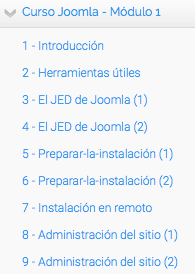 Curso Joomla - Módulo 1
1 - Introducción
2 - Herramientas útiles
3 - El JED de Joomla (1)
4 - El JED de Joomla (2)
5 - Preparar-la-instalación (1)
6 - Preparar-la-instalación (2)
7 - Instalación en remoto
8 - Administración del sitio (1)
9 - Administración del sitio (2)